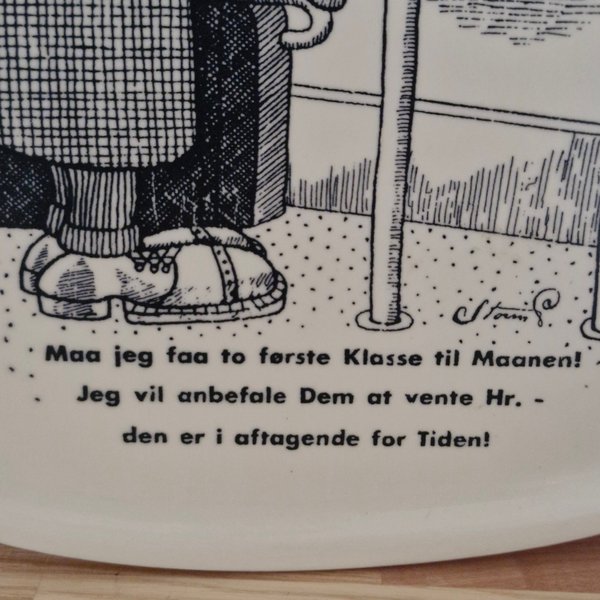 Storm P
Maa jeg faa to første Klasse til Maanen!
Jeg vil anbefale Dem at vente Hr. -
den er i aftagende for Tiden!